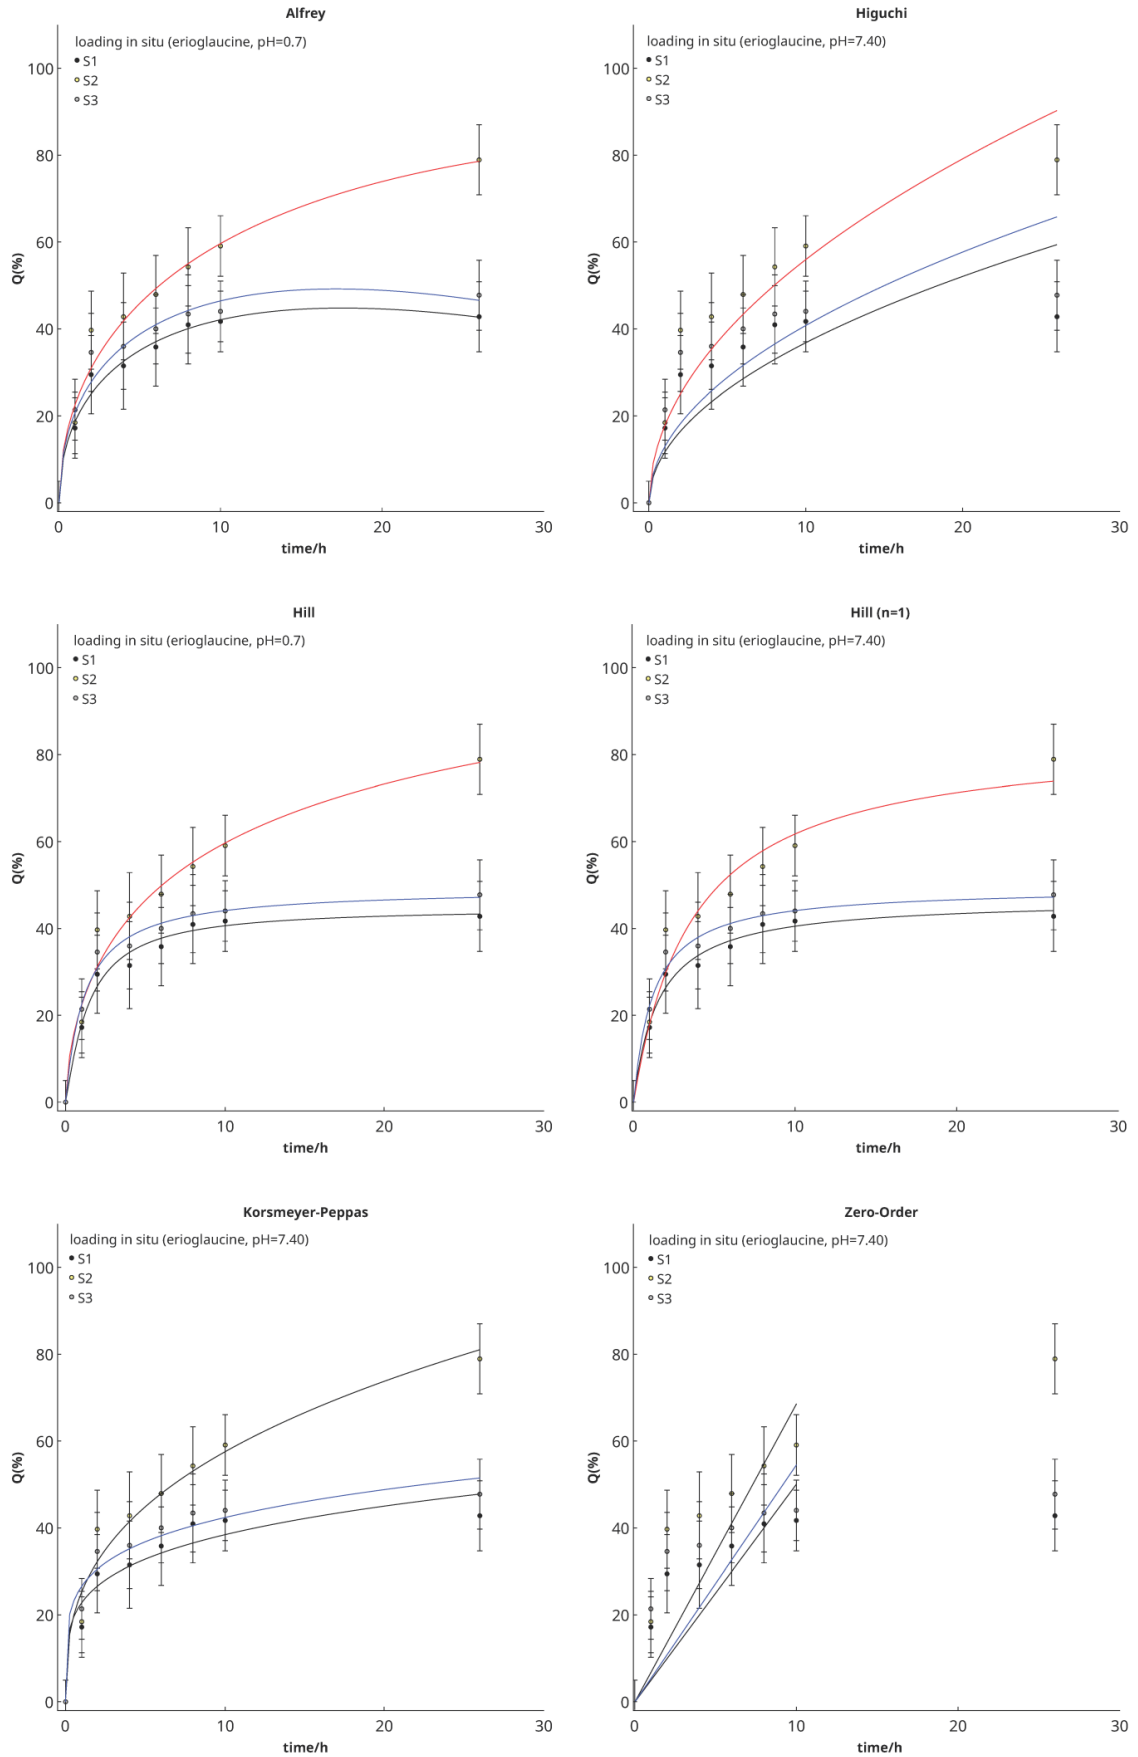 Alfrey
loading in situ (erioglaucine, pH=0.7)
S1
S2
S3
100
80
60
40
20
0
Q(%)
0 10 20 30
time/h
Higuchi
loading in situ (erioglaucine, pH=7.40)
S1
S2
S3
100
80
60
40
20
0
Q(%)
0 10 20 30
time/h
Hill
loading in situ (erioglaucine, pH=0.7)
S1
S2
S3
100
80
60
40
20
0
Q(%)
0 10 20 30
time/h
Hill (n=1)
loading in situ (erioglaucine, pH=7.40)
S1
S2
S3
100
80
60
40
20
0
Q(%)
0 10 20 30
time/h
Korsmeyer-Peppas
loading in situ (erioglaucine, pH=7.40)
S1
S2
S3
100
80
60
40
20
0
Q(%)
0 10 20 30
time/h
Zero-Order
loading in situ (erioglaucine, pH=7.40)
S1
S2
S3
100
80
60
40
20
0
Q(%)
0 10 20 30
time/h